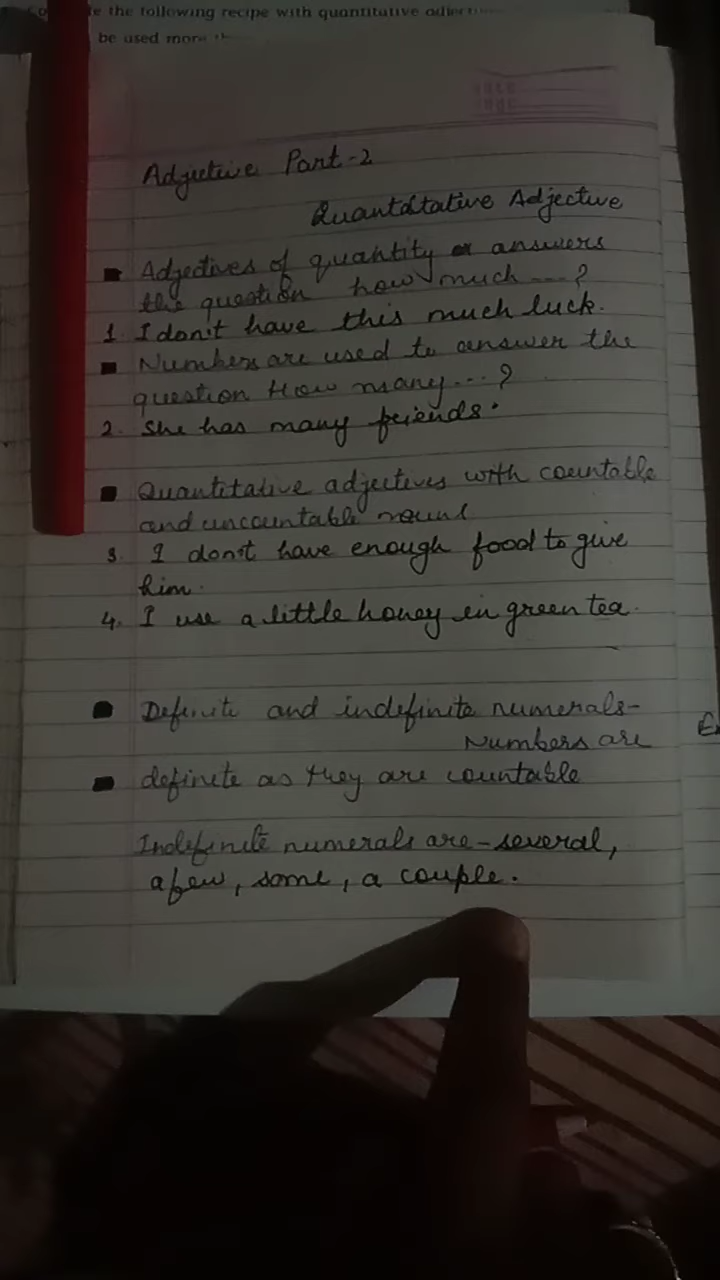 the following recipe with quantitative
be used more
Adjective Part-2
Quantitative Adjective
Adjectives of quantity answers
the question how much ....?
1. I don't have this much luck.
Numbers are used to answer the
question How many....?
2. She has many friends.
Quantitative adjectives with countable
and uncountable noun
3. I don't have enough food to give
him.
4. I use a little honey in green tea.
Definite and indefinite numerals-
Numbers are
definite as they are countable
Indefinite numerals are - several,
a few, some, a couple.